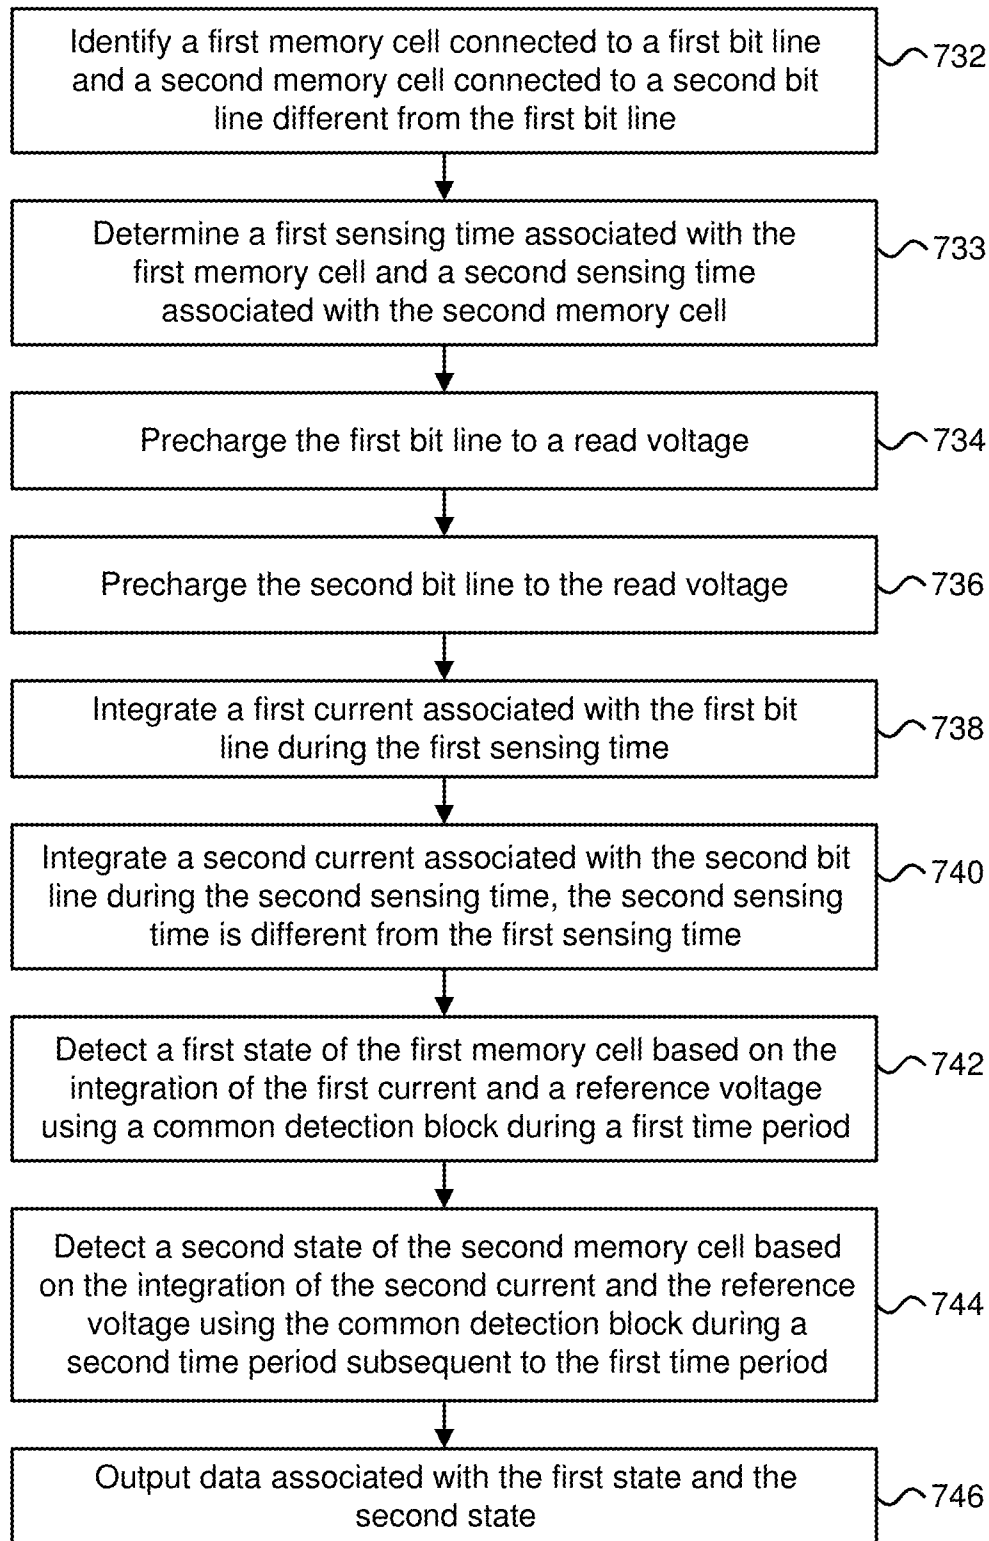 Identify a first memory cell connected to a first bit line
and a second memory cell connected to a second bit
line different from the first bit line
732
Determine a first sensing time associated with the
first memory cell and a second sensing time
associated with the second memory cell
733
Precharge the first bit line to a read voltage
734
Precharge the second bit line to the read voltage
736
Integrate a first current associated with the first bit
line during the first sensing time
738
Integrate a second current associated with the second bit
line during the second sensing time, the second sensing
time is different from the first sensing time
740
Detect a first state of the first memory cell based on the
integration of the first current and a reference voltage
using a common detection block during a first time period
742
Detect a second state of the second memory cell based
on the integration of the second current and the reference
voltage using the common detection block during a
second time period subsequent to the first time period
744
Output data associated with the first state and the
second state
746